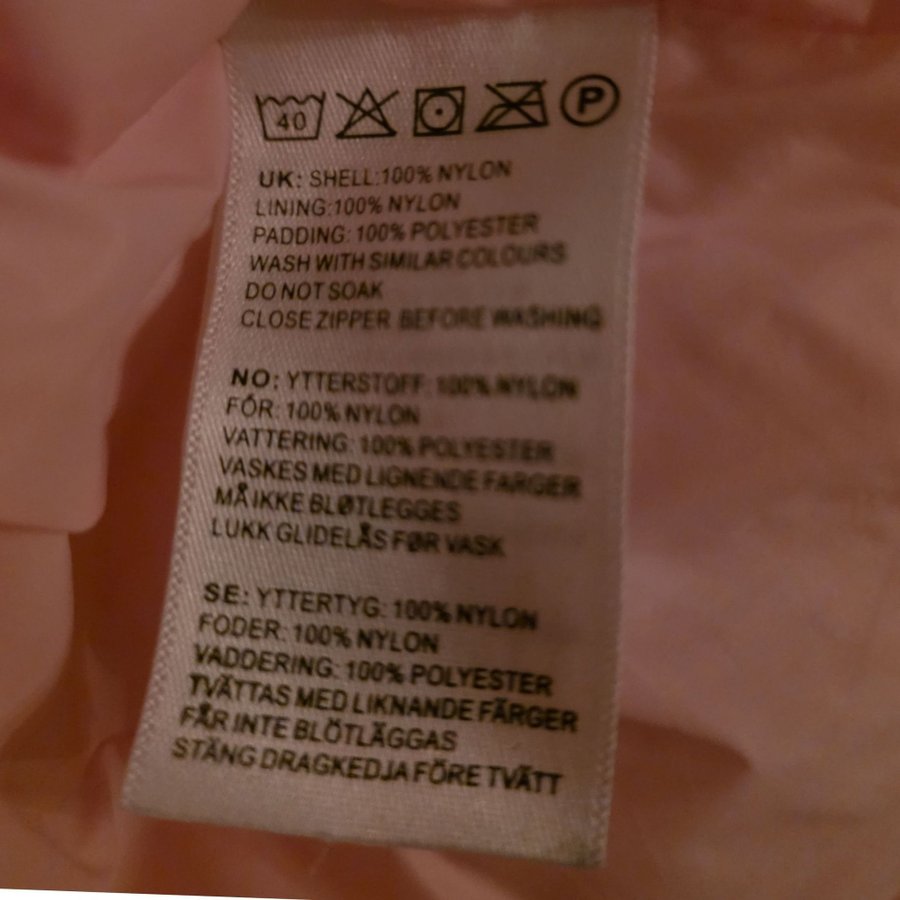 40 P
UK: SHELL:100% NYLON
LINING:100% NYLON
PADDING: 100% POLYESTER
WASH WITH SIMILAR COLOURS
DO NOT SOAK
CLOSE ZIPPER BEFORE WASHING
NO: YTTERSTOFF: 100% NYLON
FÓR: 100% NYLON
VATTERING: 100% POLYESTER
VASKES MED LIGNENDE FARGER
MÅ IKKE BLØTLEGGES
LUKK GLIDELÅS FØR VASK
SE: YTTERTYG: 100% NYLON
FODER: 100% NYLON
VADDERING: 100% POLYESTER
TVÄTTAS MED LIKNANDE FÄRGER
FÅR INTE BLÖTLÄGGAS
STÄNG DRAGKEDJA FÖRE TVÄTT